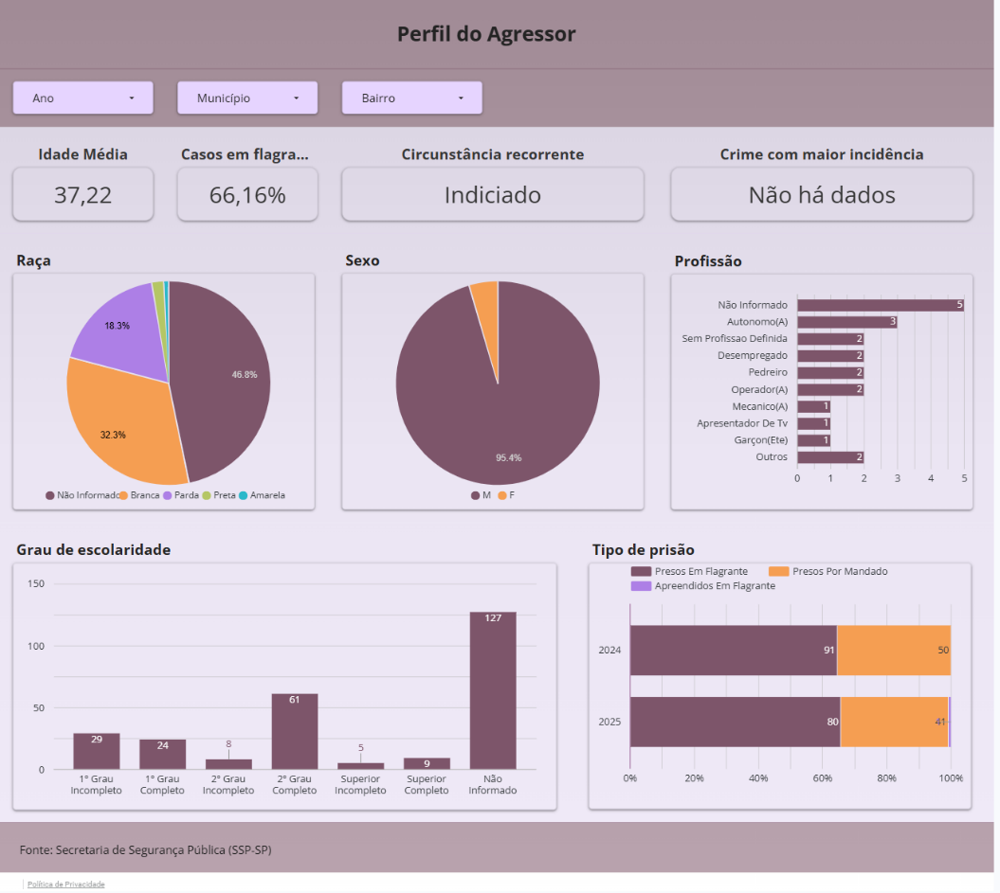 Perfil do Agressor
Ano
Município
Bairro
Idade Média
Casos em flagra...
Circunstância recorrente
Crime com maior incidência
37,22
66,16%
Indiciado
Não há dados
Raça
Sexo
Profissão
18.3%
46.8%
32.3%
Não Informado Branca Parda Preta Amarela
95.4%
M F
Não Informado 5
Autonomo(A) 3
Sem Profissao Definida 2
Desempregado 2
Pedreiro 2
Operador(A) 2
Mecanico(A) 1
Apresentador De Tv 1
Garçon(Ete) 1
Outros 2
0 1 2 3 4 5
Grau de escolaridade
150
100
50
0
29 24 8 61 5 9 127
1° Grau Incompleto
1° Grau Completo
2° Grau Incompleto
2° Grau Completo
Superior Incompleto
Superior Completo
Não Informado
Tipo de prisão
Presos Em Flagrante Presos Por Mandado
Apreendidos Em Flagrante
2024 91 50
2025 80 41
0% 20% 40% 60% 80% 100%
Fonte: Secretaria de Segurança Pública (SSP-SP)
Política de Privacidade